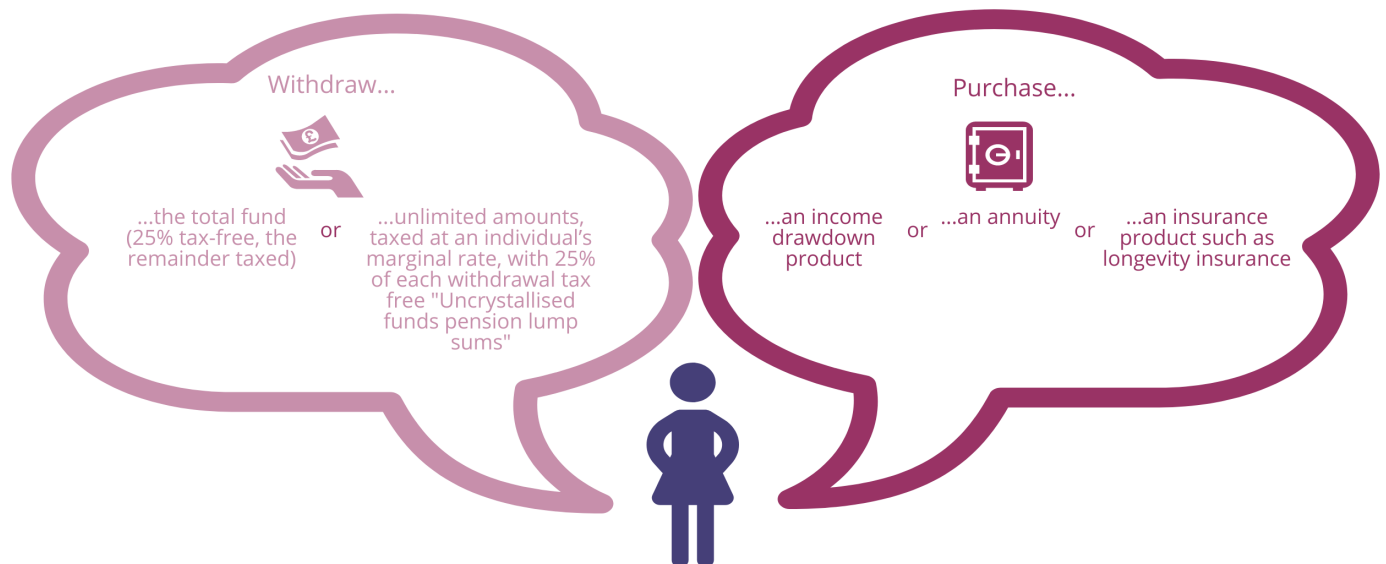 Withdraw...
£
...the total fund
(25% tax-free, the
remainder taxed)
or
...unlimited amounts,
taxed at an individual’s
marginal rate, with 25%
of each withdrawal tax
free "Uncrystallised
funds pension lump
sums"
Purchase...
...an income
drawdown
product
or
...an annuity
or
...an insurance
product such as
longevity insurance